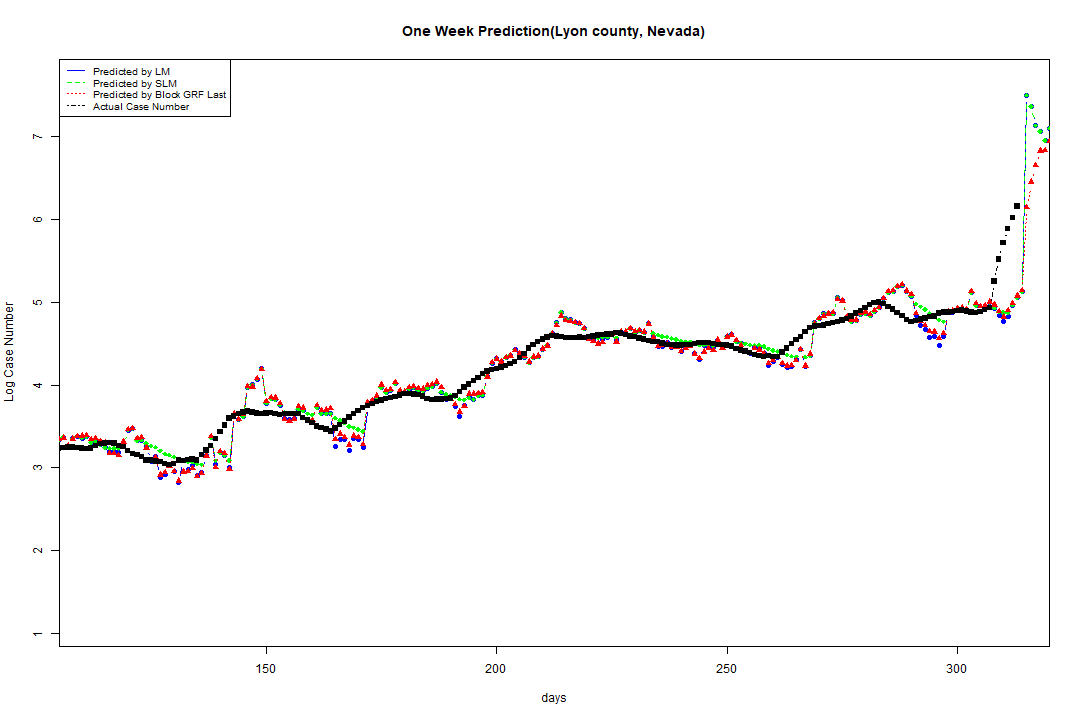 One Week Prediction(Lyon county, Nevada)
Predicted by LM
Predicted by SLM
Predicted by Block GRF Last
Actual Case Number
7
6
5
4
3
2
1
Log Case Number
150 200 250 300
days